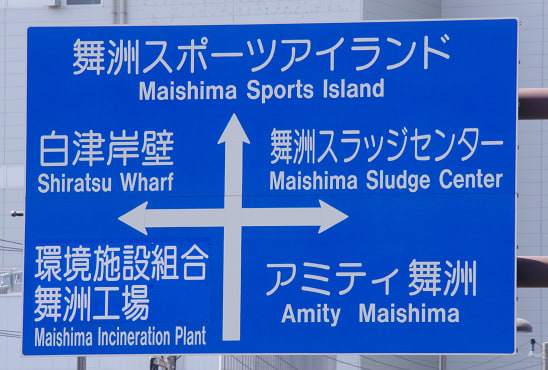 舞洲スポーツアイランド
Maishima Sports Island
白津岸壁
Shiratsu Wharf
舞洲スラッジセンター
Maishima Sludge Center
環境施設組合
舞洲工場
Maishima Incineration Plant
アミティ舞洲
Amity Maishima